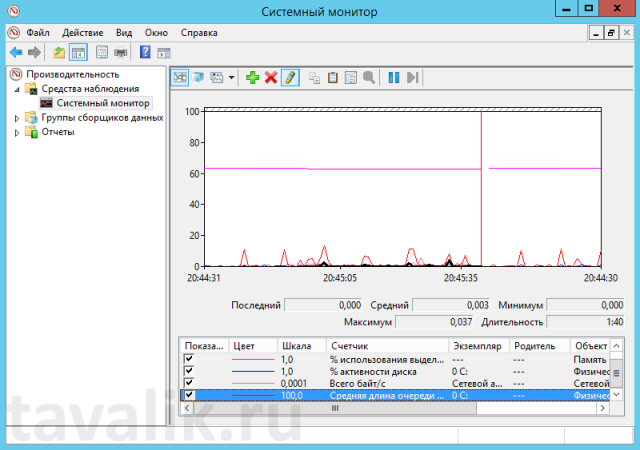 Системный монитор
Файл Действие Вид Окно Справка
Производительность
Средства наблюдения
Системный монитор
Группы сборщиков данных
Отчеты
100
80
60
40
20
0
20:44:31 20:45:05 20:45:35 20:44:30
Последний 0,000 Средний 0,003 Минимум 0,000
Максимум 0,037 Длительность 1:40
Показа... Цвет Шкала Счетчик Экземпляр Родитель Объект
1,0 % использования выдел... --- --- Память
1,0 % активности диска 0 C: --- Физичес
0,0001 Всего байт/с Сетевой а... --- Сетевой
100,0 Средняя длина очереди ... 0 C: --- Физичес
tavalik.ru